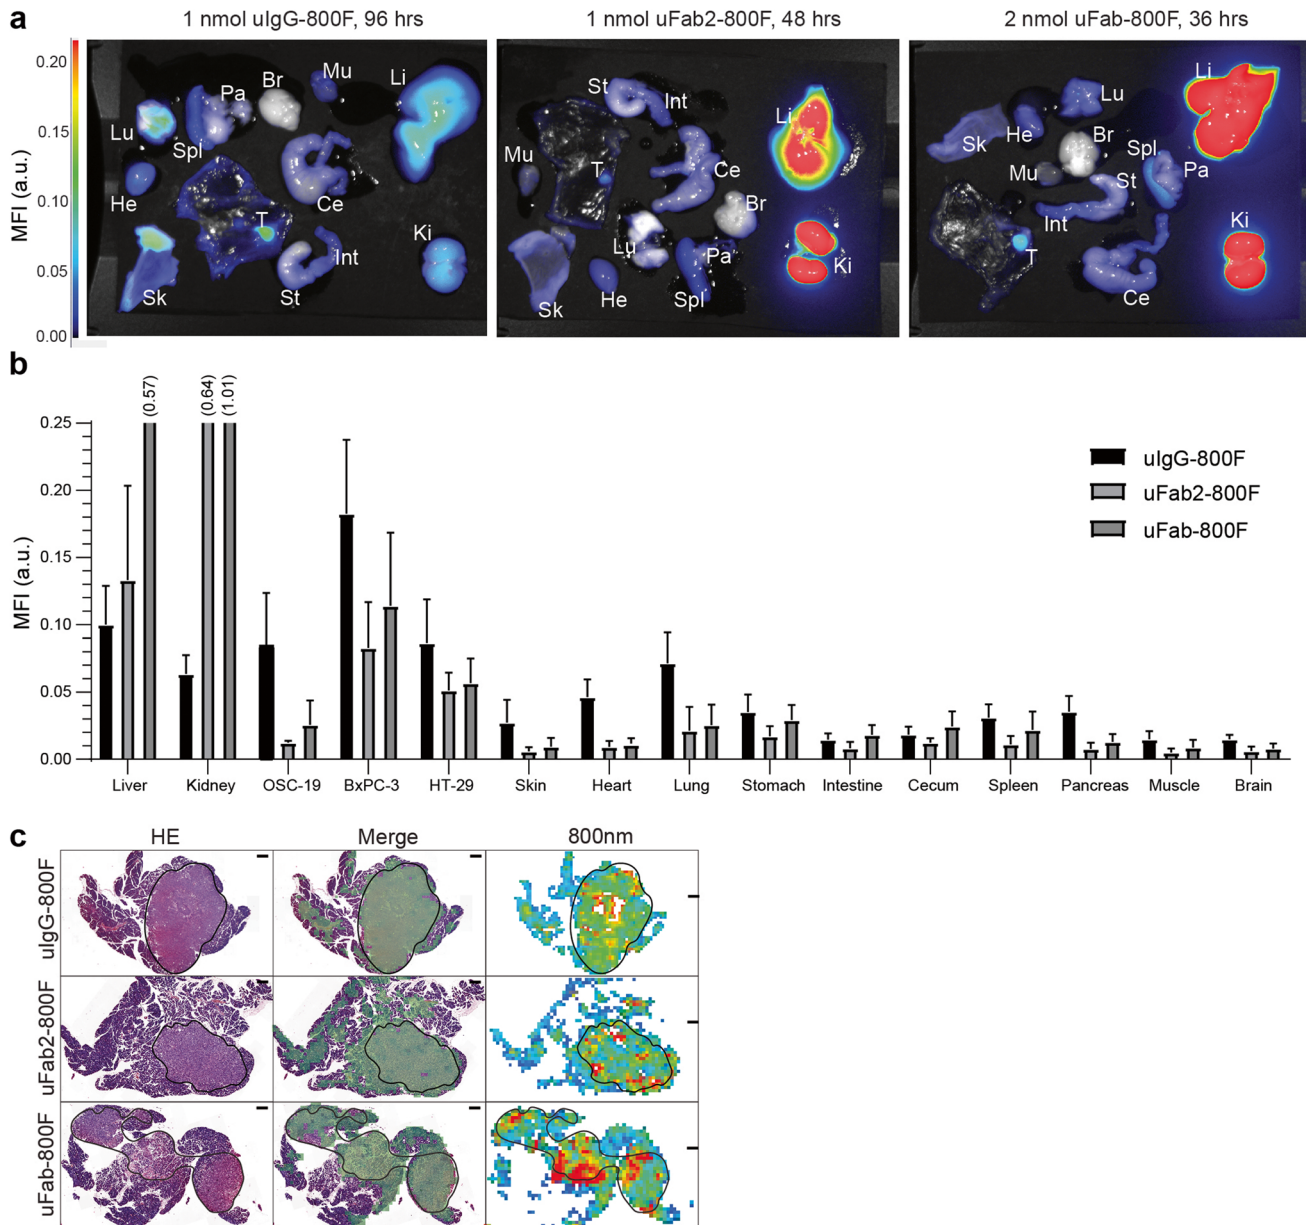 a
1 nmol uIgG-800F, 96 hrs
1 nmol uFab2-800F, 48 hrs
2 nmol uFab-800F, 36 hrs
MFI (a.u.)
0.20
0.15
0.10
0.05
0.00
Lu
Spl
Pa
Br
Mu
Li
He
Ce
T
Sk
St
Int
Ki
St
Int
Li
Mu
T
Ce
Br
Lu
Pa
Ki
Sk
He
Spl
Li
Lu
He
Sk
Br
Spl
Mu
St
Pa
Int
T
Ki
Ce
b
MFI (a.u.)
0.25
0.20
0.15
0.10
0.05
0.00
(0.57)
(0.64)
(1.01)
uIgG-800F
uFab2-800F
uFab-800F
Liver
Kidney
OSC-19
BxPC-3
HT-29
Skin
Heart
Lung
Stomach
Intestine
Cecum
Spleen
Pancreas
Muscle
Brain
c
HE
Merge
800nm
uIgG-800F
uFab2-800F
uFab-800F